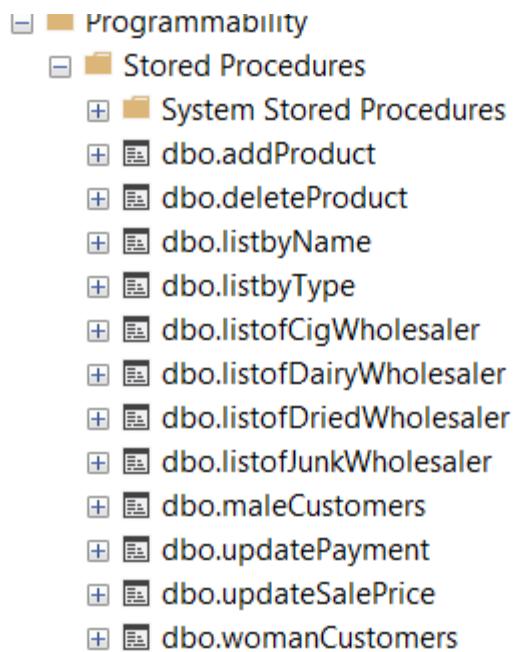 Programmability
Stored Procedures
System Stored Procedures
dbo.addProduct
dbo.deleteProduct
dbo.listbyName
dbo.listbyType
dbo.listofCigWholesaler
dbo.listofDairyWholesaler
dbo.listofDriedWholesaler
dbo.listofJunkWholesaler
dbo.maleCustomers
dbo.updatePayment
dbo.updateSalePrice
dbo.womanCustomers